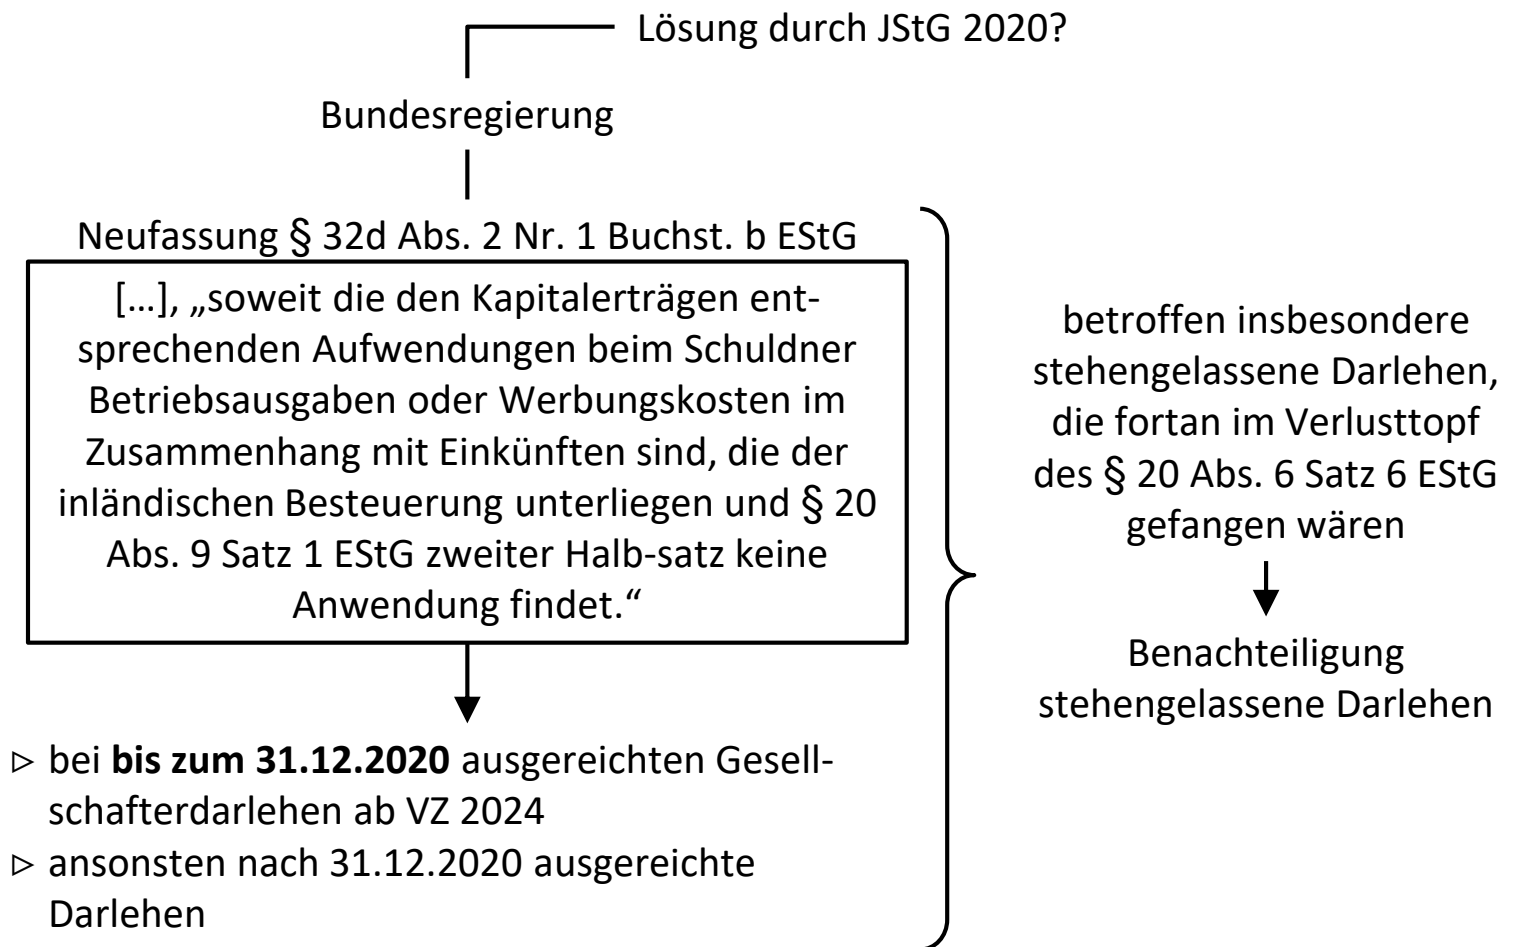 Lösung durch JStG 2020?
Bundesregierung
Neufassung § 32d Abs. 2 Nr. 1 Buchst. b EStG
[…], „soweit die den Kapitalerträgen ent-
sprechenden Aufwendungen beim Schuldner
Betriebsausgaben oder Werbungskosten im
Zusammenhang mit Einkünften sind, die der
inländischen Besteuerung unterliegen und § 20
Abs. 9 Satz 1 EStG zweiter Halb-satz keine
Anwendung findet.“
▹ bei bis zum 31.12.2020 ausgereichten Gesell-
schafterdarlehen ab VZ 2024
▹ ansonsten nach 31.12.2020 ausgereichte
Darlehen
betroffen insbesondere
stehengelassene Darlehen,
die fortan im Verlusttopf
des § 20 Abs. 6 Satz 6 EStG
gefangen wären
Benachteiligung
stehengelassene Darlehen